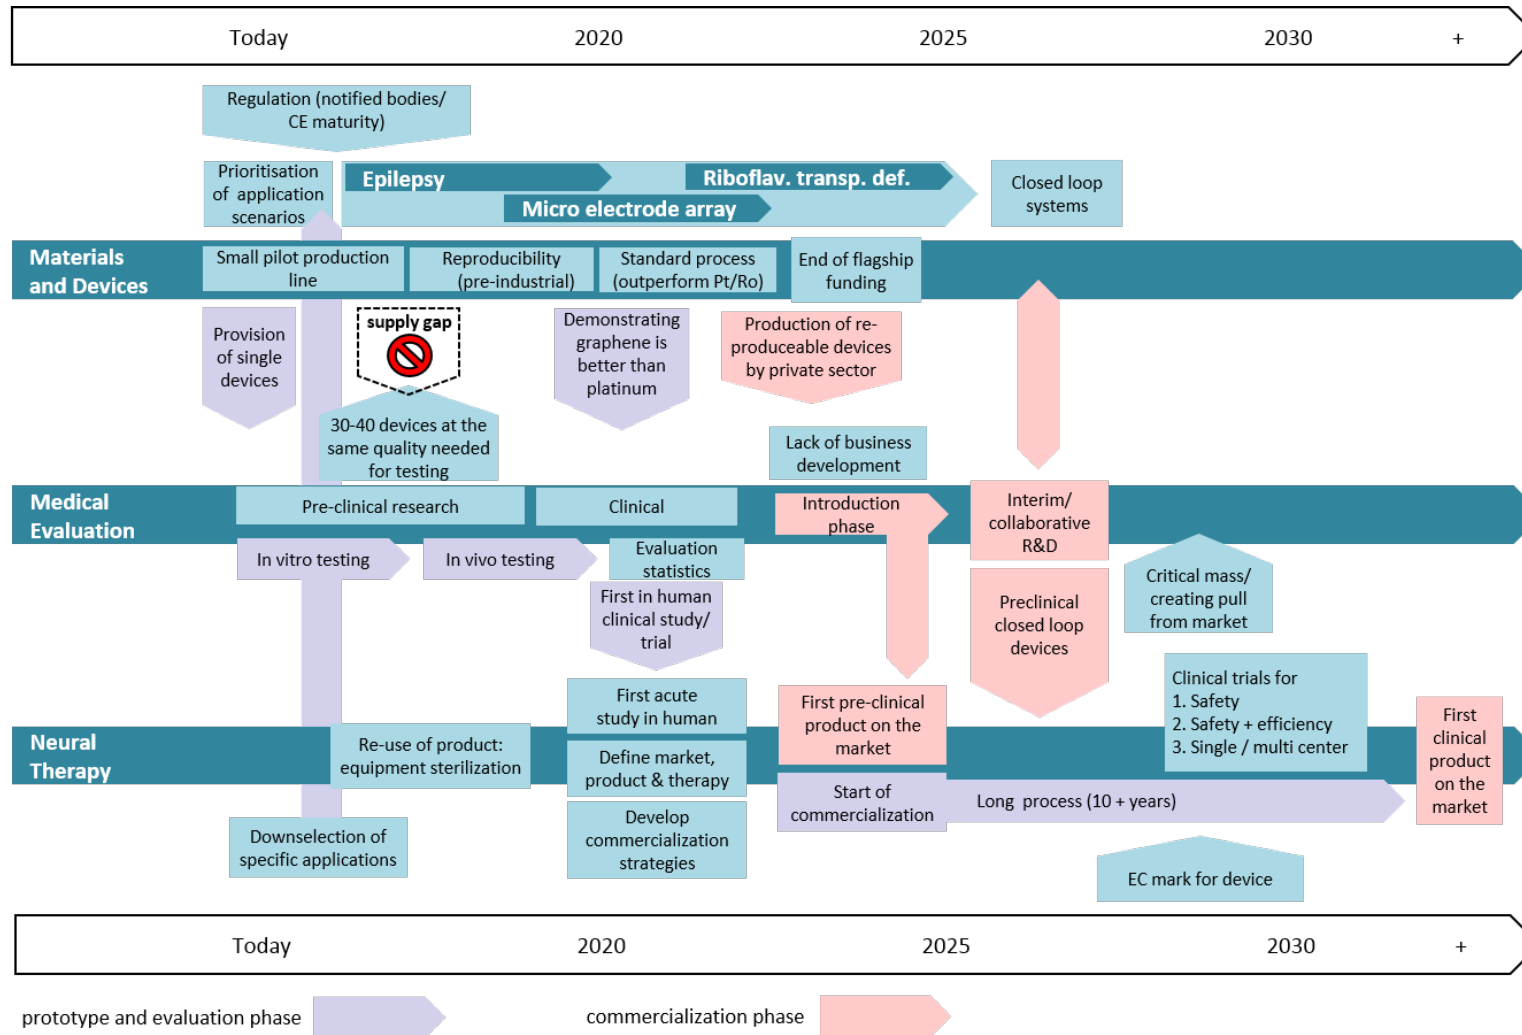 Today 2020 2025 2030 +
Regulation (notified bodies/
CE maturity)
Prioritisation
of application
scenarios
Epilepsy
Riboflav. transp. def.
Micro electrode array
Closed loop
systems
Materials
and Devices
Small pilot production
line
Reproducibility
(pre-industrial)
Standard process
(outperform Pt/Ro)
End of flagship
funding
Provision
of single
devices
supply gap
30-40 devices at the
same quality needed
for testing
Demonstrating
graphene is
better than
platinum
Production of re-
produceable devices
by private sector
Lack of business
development
Medical
Evaluation
Pre-clinical research
Clinical
Introduction
phase
Interim/
collaborative
R&D
In vitro testing
In vivo testing
Evaluation
statistics
First in human
clinical study/
trial
Preclinical
closed loop
devices
Critical mass/
creating pull
from market
Neural
Therapy
Re-use of product:
equipment sterilization
First acute
study in human
Define market,
product & therapy
Develop
commercialization
strategies
First pre-clinical
product on the
market
Start of
commercialization
Long process (10 + years)
Clinical trials for
1. Safety
2. Safety + efficiency
3. Single / multi center
First
clinical
product
on the
market
Downselection of
specific applications
EC mark for device
Today 2020 2025 2030 +
prototype and evaluation phase
commercialization phase